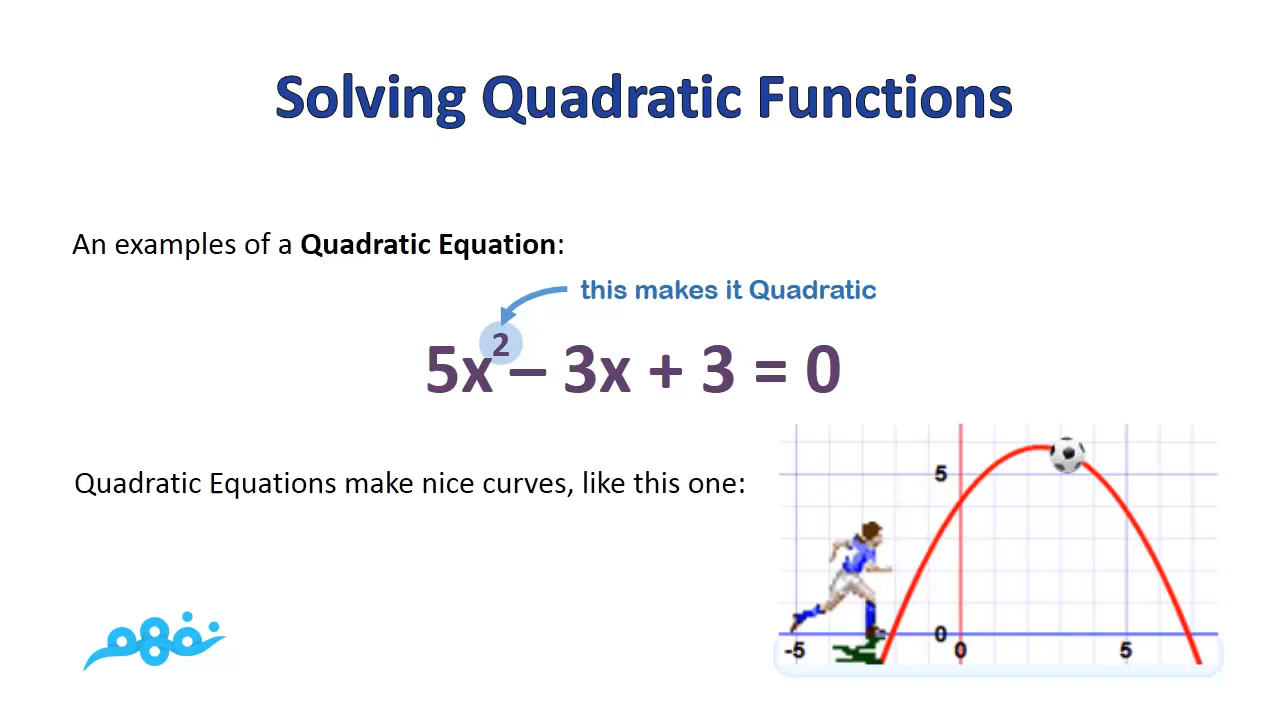 Solving Quadratic Functions
An examples of a Quadratic Equation:
this makes it Quadratic
5x² – 3x + 3 = 0
Quadratic Equations make nice curves, like this one:
5
0
-5 0 5
نفهم